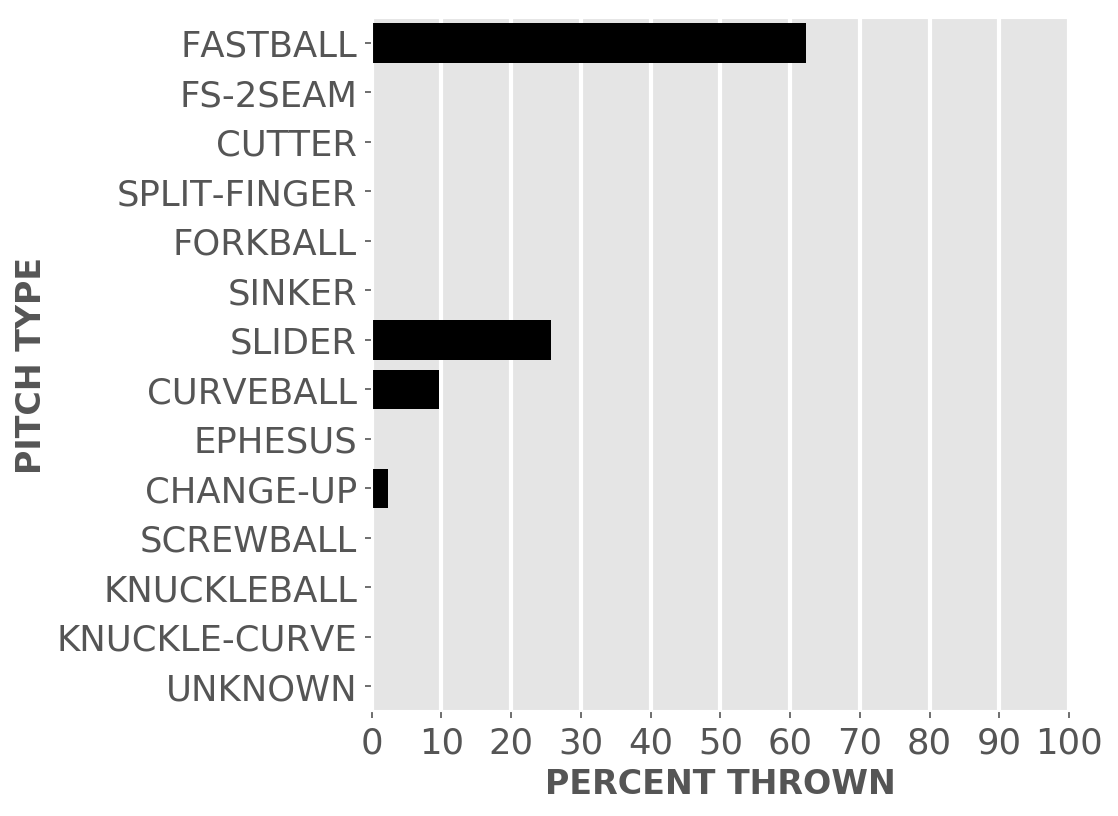 FASTBALL
FS-2SEAM
CUTTER
SPLIT-FINGER
FORKBALL
SINKER
SLIDER
CURVEBALL
EPHESUS
CHANGE-UP
SCREWBALL
KNUCKLEBALL
KNUCKLE-CURVE
UNKNOWN
PITCH TYPE
0 10 20 30 40 50 60 70 80 90 100
PERCENT THROWN